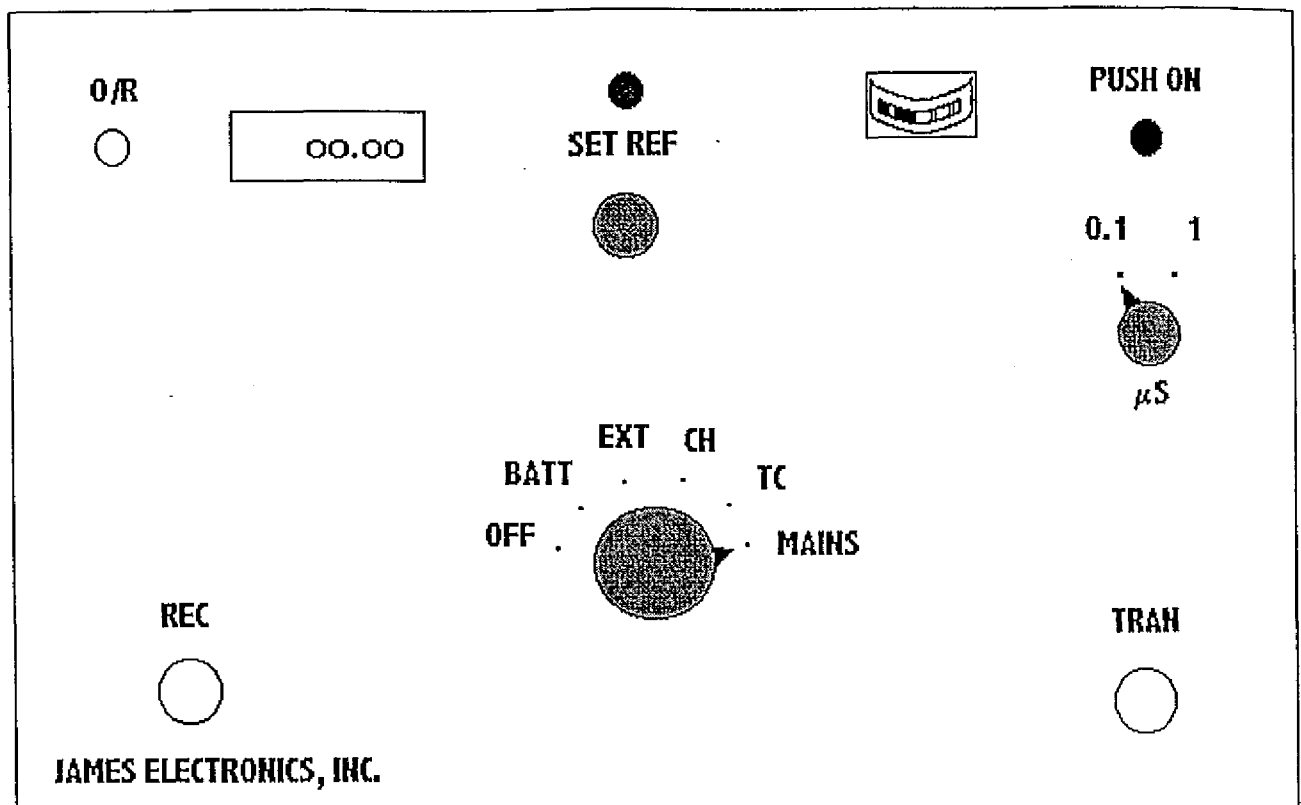 O/R
00.00
SET REF
PUSH ON
0.1 1
μS
EXT CH
BATT TC
OFF MAINS
REC TRAN
JAMES ELECTRONICS, INC.